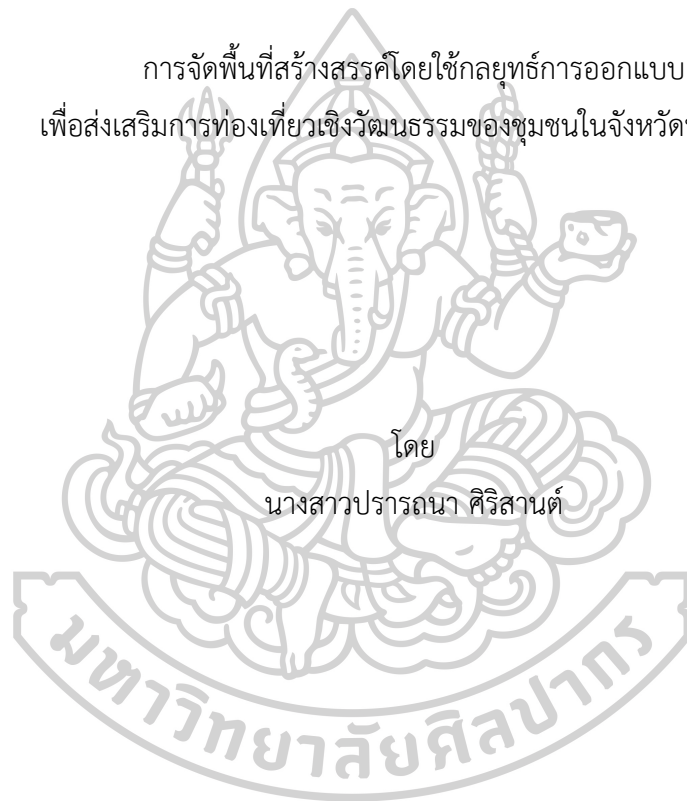 การจัดพื้นที่สร้างสรรค์โดยใช้กลยุทธ์การออกแบบ
เพื่อส่งเสริมการท่องเที่ยวเชิงวัฒนธรรมของชุมชนในจังหวัด
โดย
นางสาวปรารถนา ศิริสานต์
มหาวิทยาลัยศิลปากร